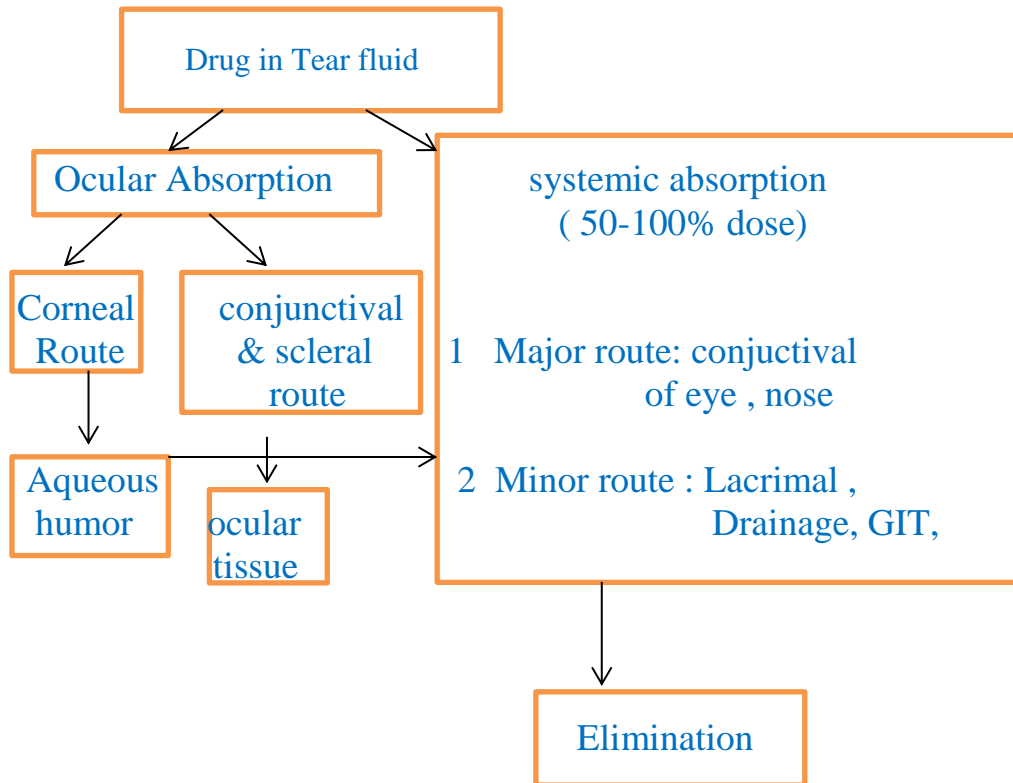 Drug in Tear fluid
Ocular Absorption
systemic absorption
( 50-100% dose)
Corneal
Route
conjunctival
& scleral
route
1 Major route: conjuctival
of eye , nose
2 Minor route : Lacrimal ,
Drainage, GIT,
Aqueous
humor
ocular
tissue
Elimination